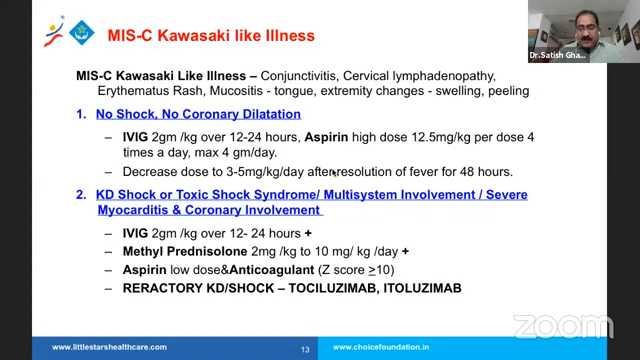 MIS-C Kawasaki like Illness
Dr.Satish Gha...
MIS-C Kawasaki Like Illness – Conjunctivitis, Cervical lymphadenopathy,
Erythematus Rash, Mucositis - tongue, extremity changes - swelling, peeling
1. No Shock, No Coronary Dilatation
– IVIG 2gm /kg over 12-24 hours, Aspirin high dose 12.5mg/kg per dose 4
times a day, max 4 gm/day.
– Decrease dose to 3-5mg/kg/day after resolution of fever for 48 hours.
2. KD Shock or Toxic Shock Syndrome/ Multisystem Involvement / Severe
Myocarditis & Coronary Involvement
– IVIG 2gm/kg over 12- 24 hours +
– Methyl Prednisolone 2mg /kg to 10 mg/ kg /day +
– Aspirin low dose&Anticoagulant (Z score ≥10)
– RERACTORY KD/SHOCK – TOCILUZIMAB, ITOLUZIMAB
zoom
www.littlestarshealthcare.com 13 www.choicefoundation.in